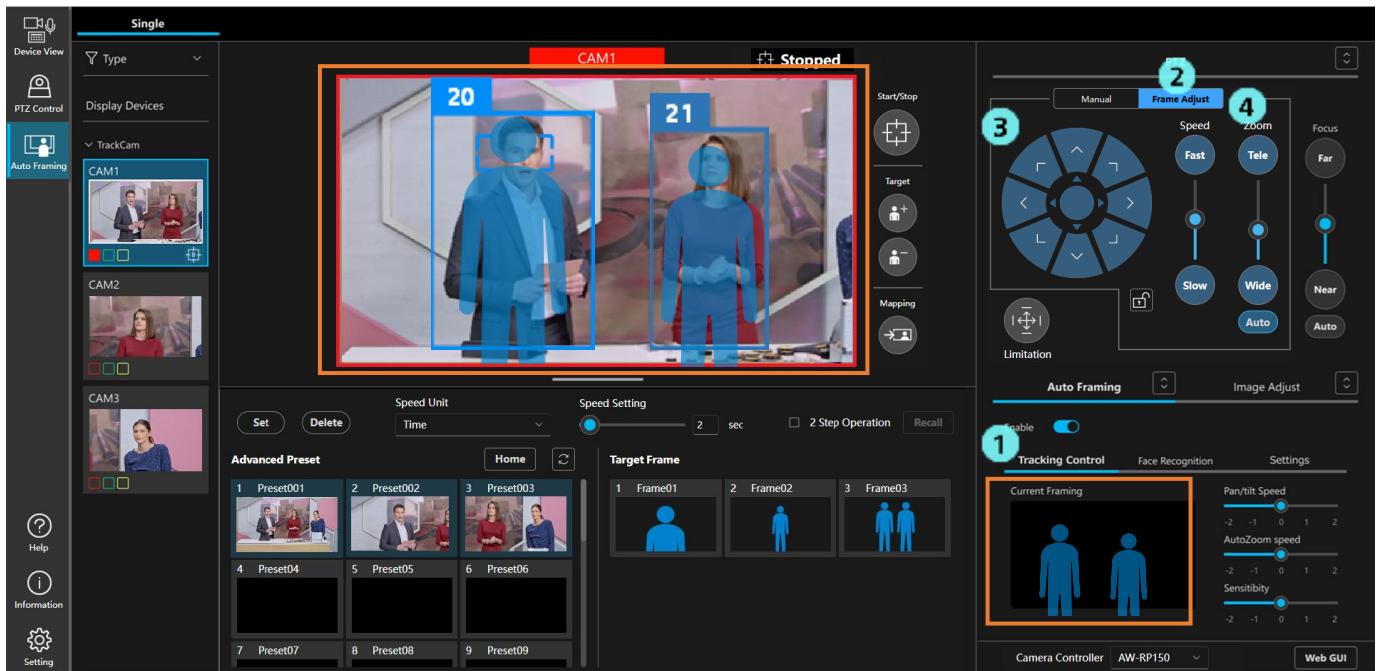 Single
Device View
PTZ Control
Auto Framing
Help
Information
Setting
Type
Display Devices
TrackCam
CAM1
CAM2
CAM3
CAM1
Stopped
20
21
Start/Stop
Target
Mapping
Set
Delete
Speed Unit
Time
Speed Setting
2
sec
2 Step Operation
Recall
Advanced Preset
Home
1 Preset001
2 Preset002
3 Preset003
4 Preset04
5 Preset05
6 Preset06
7 Preset07
8 Preset08
9 Preset09
Target Frame
1 Frame01
2 Frame02
3 Frame03
2
Manual
Frame Adjust
3
4
Speed
Zoom
Focus
Fast
Tele
Far
Slow
Wide
Near
Auto
Auto
Limitation
Auto Framing
Image Adjust
Enable
1
Tracking Control
Face Recognition
Settings
Current Framing
Pan/tilt Speed
-2 -1 0 1 2
AutoZoom speed
-2 -1 0 1 2
Sensitibity
-2 -1 0 1 2
Camera Controller
AW-RP150
Web GUI